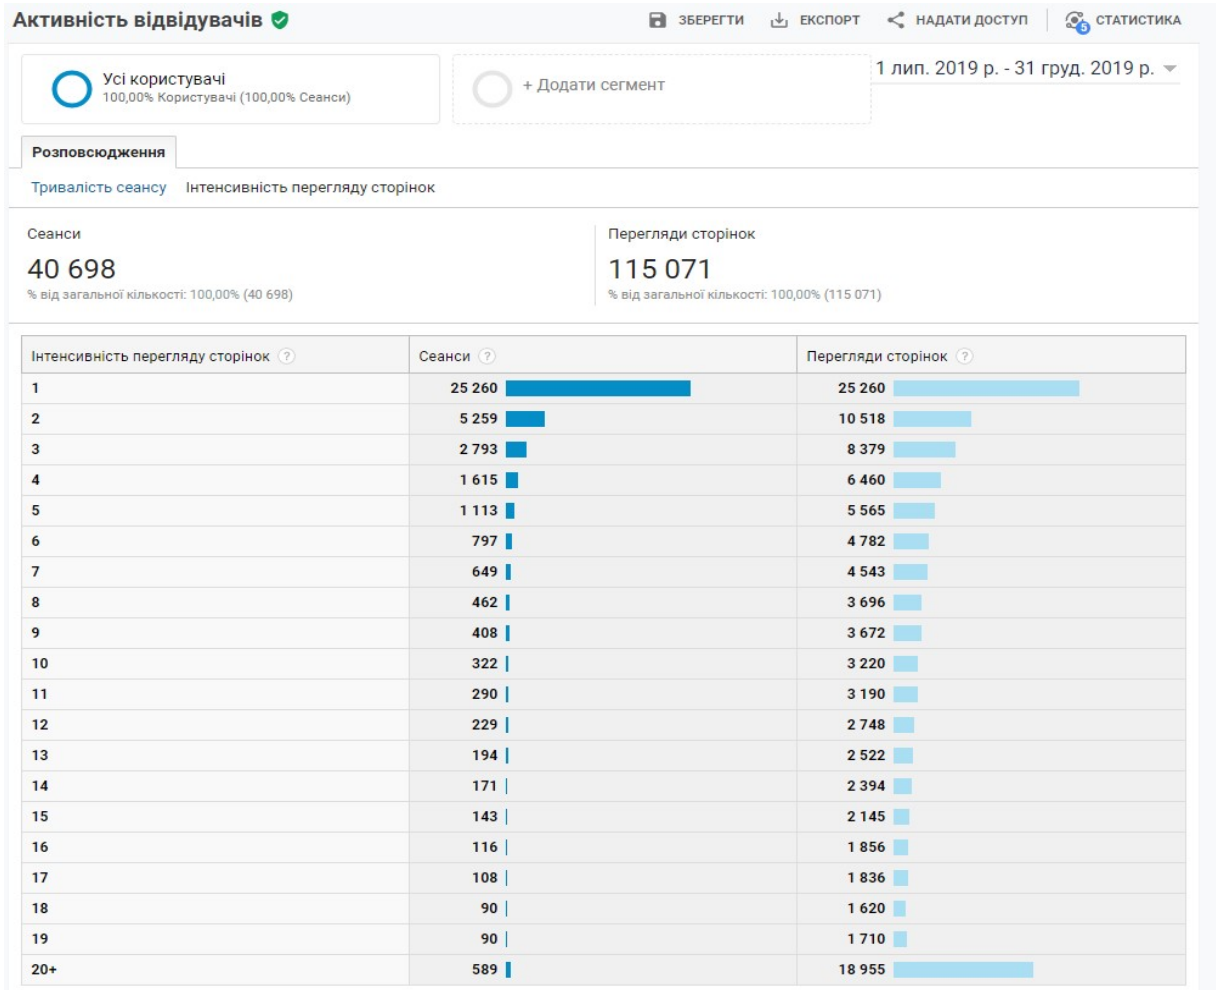 Активність відвідувачів
ЗБЕРЕГТИ ЕКСПОРТ НАДАТИ ДОСТУП 5 СТАТИСТИКА
1 лип. 2019 р. - 31 груд. 2019 р.
Усі користувачі
100,00% Користувачі (100,00% Сеанси)
+ Додати сегмент
Розповсюдження
Тривалість сеансу Інтенсивність перегляду сторінок
Сеанси
40 698
% від загальної кількості: 100,00% (40 698)
Перегляди сторінок
115 071
% від загальної кількості: 100,00% (115 071)
Інтенсивність перегляду сторінок ? Сеанси ? Перегляди сторінок ?
1 25 260 25 260
2 5 259 10 518
3 2 793 8 379
4 1 615 6 460
5 1 113 5 565
6 797 4 782
7 649 4 543
8 462 3 696
9 408 3 672
10 322 3 220
11 290 3 190
12 229 2 748
13 194 2 522
14 171 2 394
15 143 2 145
16 116 1 856
17 108 1 836
18 90 1 620
19 90 1 710
20+ 589 18 955